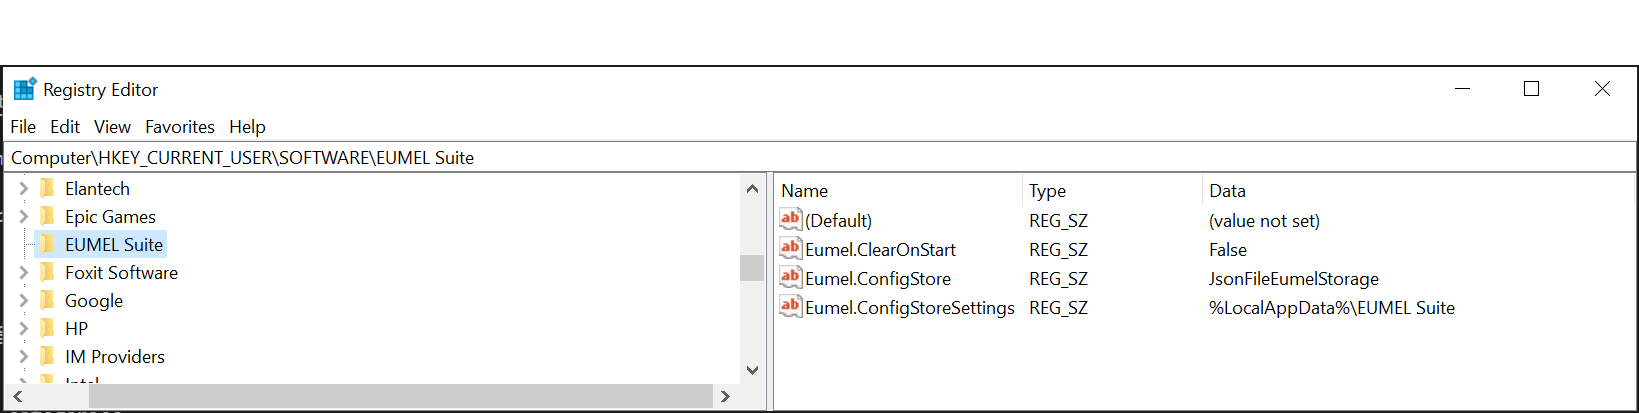 Registry Editor
File Edit View Favorites Help
Computer\HKEY_CURRENT_USER\SOFTWARE\EUMEL Suite
Elantech
Epic Games
EUMEL Suite
Foxit Software
Google
HP
IM Providers
Intel
Name Type Data
(Default) REG_SZ (value not set)
Eumel.ClearOnStart REG_SZ False
Eumel.ConfigStore REG_SZ JsonFileEumelStorage
Eumel.ConfigStoreSettings REG_SZ %LocalAppData%\EUMEL Suite